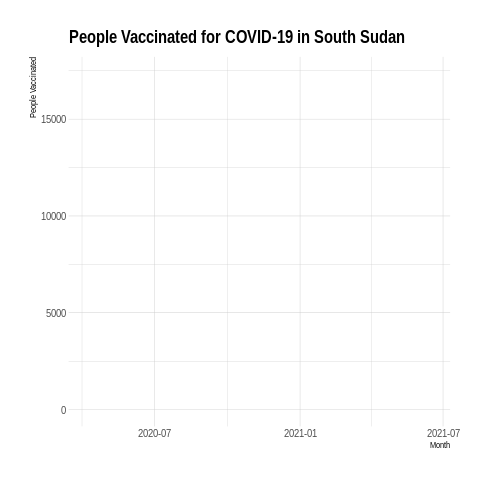 People Vaccinated for COVID-19 in South Sudan
People Vaccinated
15000
10000
5000
0
2020-07
2021-01
2021-07
Month